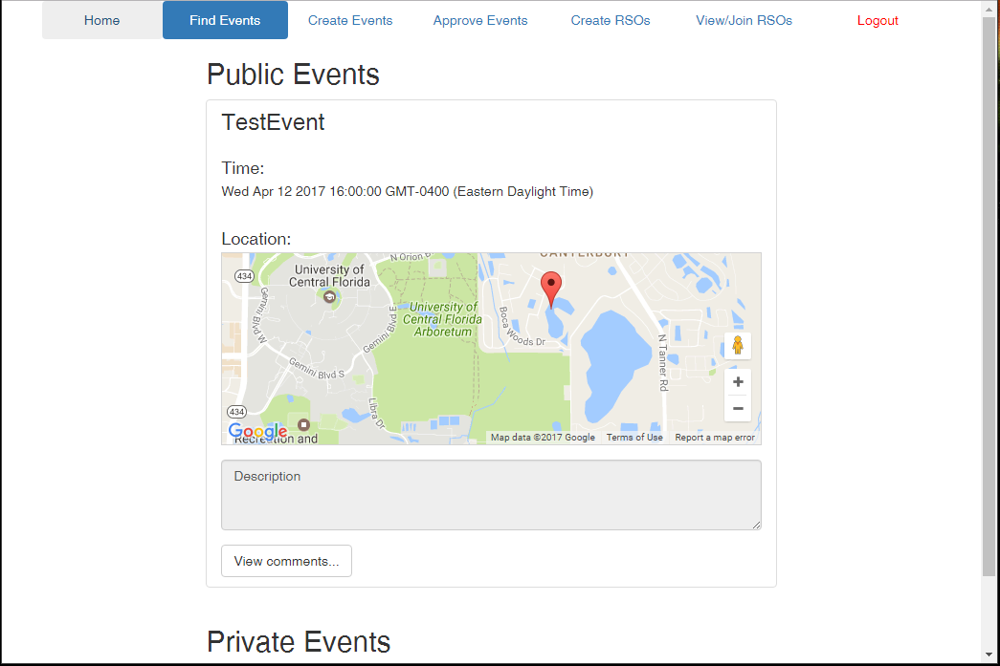 Home Find Events Create Events Approve Events Create RSOs View/Join RSOs Logout
Public Events
TestEvent
Time:
Wed Apr 12 2017 16:00:00 GMT-0400 (Eastern Daylight Time)
Location:
N Orion B
CANTERBURY
434
University of
Central Florida
Gemini Blvd W
Gemini Blvd E
University of
Central Florida
Arboretum
Boca Woods Dr
N Tanner Rd
Gemini Blvd S
Libra Dr
434
Google
Recreation and
+
−
Map data ©2017 Google Terms of Use Report a map error
Description
View comments...
Private Events